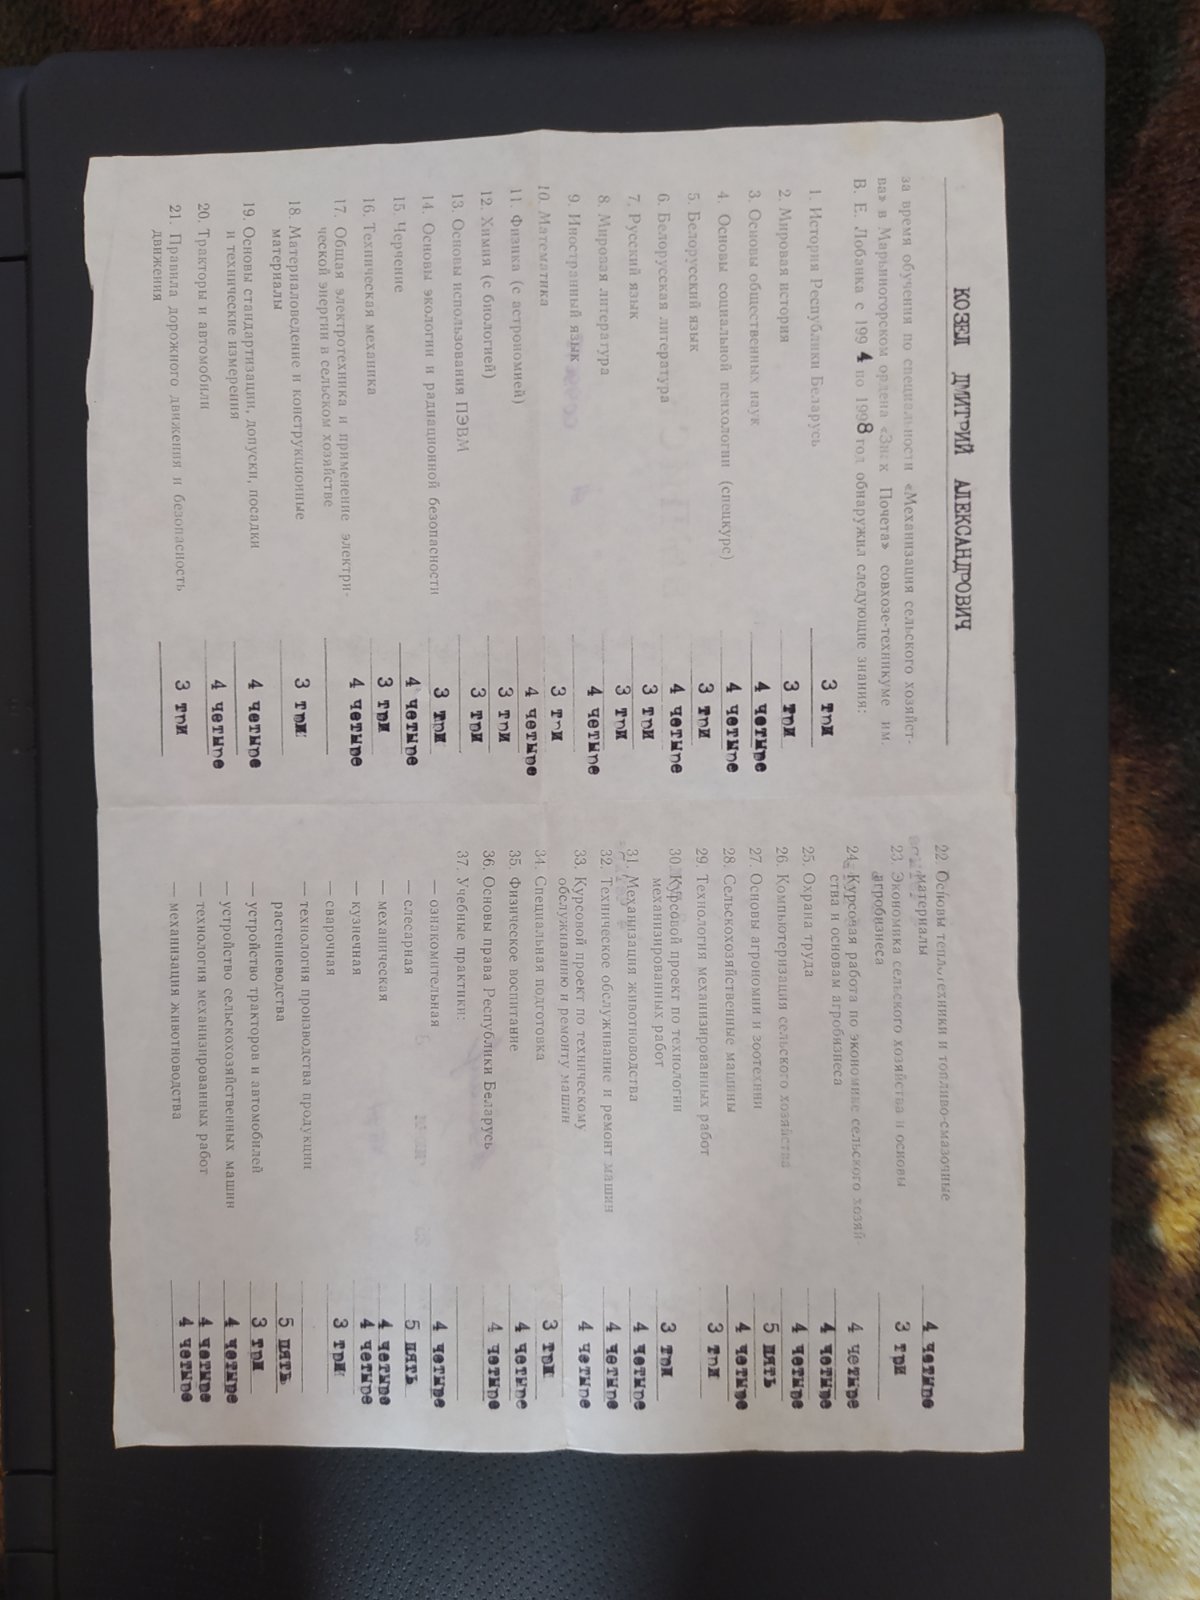 КОЗЕЛ ДМИТРИЙ АЛЕКСАНДРОВИЧ
за время обучения по специальности «Механизация сельского хозяйст-
ва» в Марьиногорском ордена «Знак Почета» совхозе-техникуме им.
В. Е. Лобанка с 1994 по 1998 год обнаружил следующие знания:
1. История Республики Беларусь 3 три
2. Мировая история 3 три
3. Основы общественных наук 4 четыре
4. Основы социальной психологии (спецкурс) 4 четыре
5. Белорусский язык 3 три
6. Белорусская литература 4 четыре
7. Русский язык 3 три
8. Мировая литература 3 три
9. Иностранный язык 4 четыре
10. Математика 3 три
11. Физика (с астрономией) 4 четыре
12. Химия (с биологией) 3 три
13. Основы использования ПЭВМ 3 три
14. Основы экологии и радиационной безопасности 3 три
15. Черчение 4 четыре
16. Техническая механика 3 три
17. Общая электротехника и применение электри-
ческой энергии в сельском хозяйстве 4 четыре
18. Материаловедение и конструкционные
материалы 3 три
19. Основы стандартизации, допуски, посадки
и технические измерения 4 четыре
20. Тракторы и автомобили 4 четыре
21. Правила дорожного движения и безопасность
движения 3 три
22. Основы теплотехники и топливо-смазочные
материалы 4 четыре
23. Экономика сельского хозяйства и основы
агробизнеса 3 три
24. Курсовая работа по экономике сельского хозяй-
ства и основам агробизнеса 4 четыре
25. Охрана труда 4 четыре
26. Компьютеризация сельского хозяйства 4 четыре
27. Основы агрономии и зоотехнии 5 пять
28. Сельскохозяйственные машины 4 четыре
29. Технология механизированных работ 3 три
30. Курсовой проект по технологии
механизированных работ 3 три
31. Механизация животноводства 4 четыре
32. Техническое обслуживание и ремонт машин 4 четыре
33. Курсовой проект по техническому
обслуживанию и ремонту машин 4 четыре
34. Специальная подготовка 3 три
35. Физическое воспитание 4 четыре
36. Основы права Республики Беларусь 4 четыре
37. Учебные практики:
— ознакомительная 4 четыре
— слесарная 5 пять
— механическая 4 четыре
— кузнечная 4 четыре
— сварочная 3 три
— технология производства продукции
растениеводства 5 пять
— устройство тракторов и автомобилей 3 три
— устройство сельскохозяйственных машин 4 четыре
— технология механизированных работ 4 четыре
— механизация животноводства 4 четыре